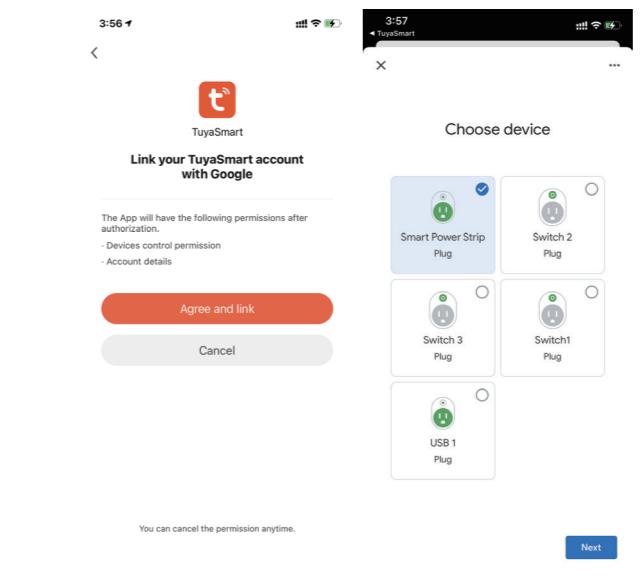 3:56
TuyaSmart
Link your TuyaSmart account
with Google
The App will have the following permissions after
authorization.
· Devices control permission
· Account details
Agree and link
Cancel
You can cancel the permission anytime.
3:57
◀ TuyaSmart
Choose device
Smart Power Strip
Plug
Switch 2
Plug
Switch 3
Plug
Switch1
Plug
USB 1
Plug
Next